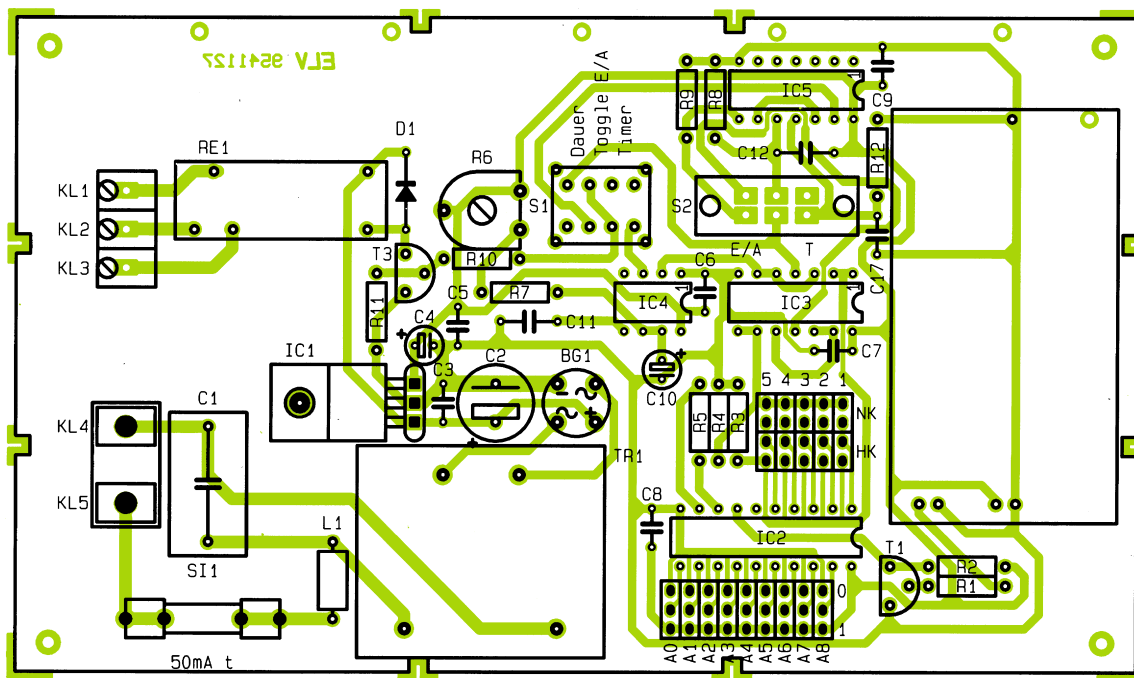 ELV 9541127
E/A
Dauer
Toggle
Timer
IC5
1
C9
R9
R8
D1
RE1
R6
C12
R12
KL1
KL2
KL3
S1
S2
E/A
T
C17
T3
R10
C6
R11
R7
IC4
IC3
1
C5
C4
C11
C7
IC1
C3
C2
BG1
C10
5 4 3 2 1
NK
HK
R5
R4
R3
KL4
C1
TR1
KL5
C8
L1
IC2
T1
SI1
R2
R1
0
1
50mA t
A0
A1
A2
A3
A4
A5
A6
A7
A8